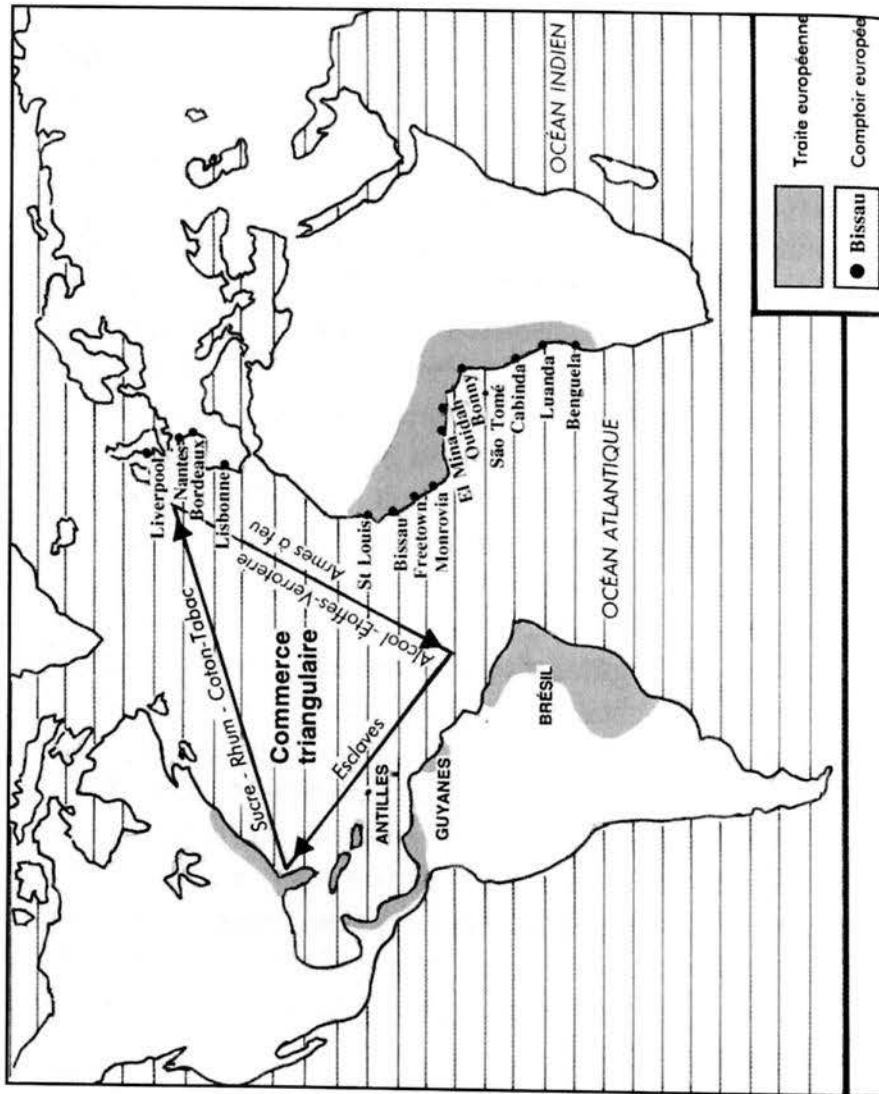 Liverpool
Nantes
Bordeaux
Lisbonne
Sucre - Rhum - Coton-Tabac
Armes à feu
Alcool -Étoffes-Verroterie
Commerce
triangulaire
Esclaves
ANTILLES
GUYANES
BRÉSIL
St Louis
Bissau
Freetown
Monrovia
El Mina
Ouidah
Bonny
São Tomé
Cabinda
Luanda
Benguela
OCÉAN ATLANTIQUE
OCÉAN INDIEN
Traite européenne
Bissau Comptoir europée